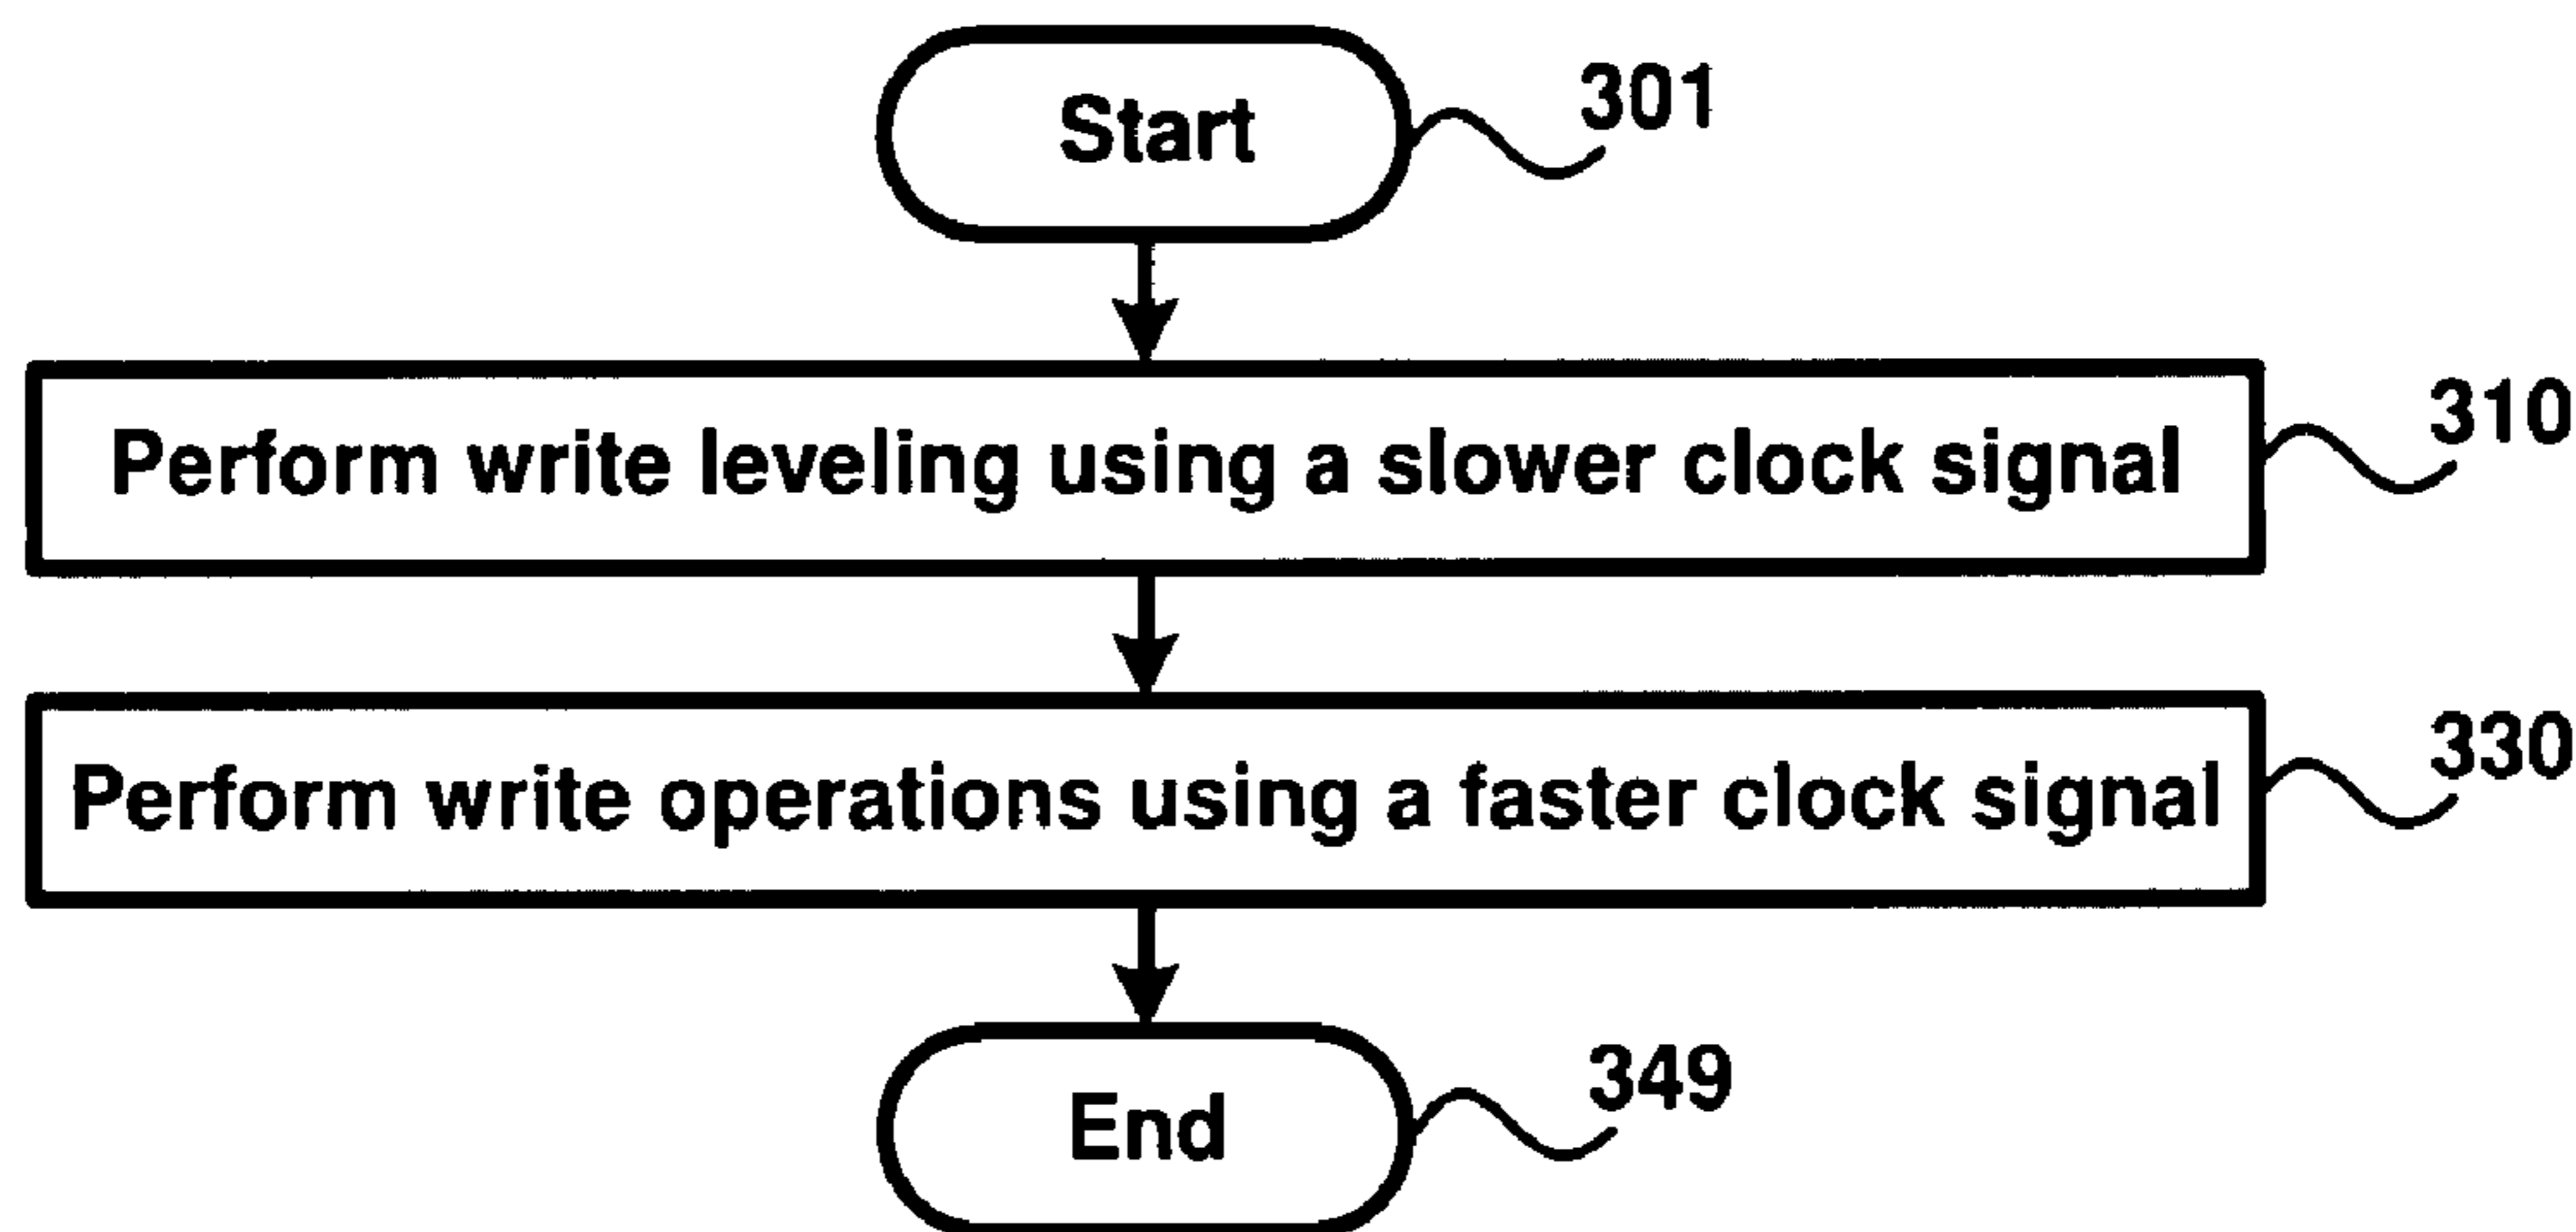 Start
301
Perform write leveling using a slower clock signal
310
Perform write operations using a faster clock signal
330
End
349